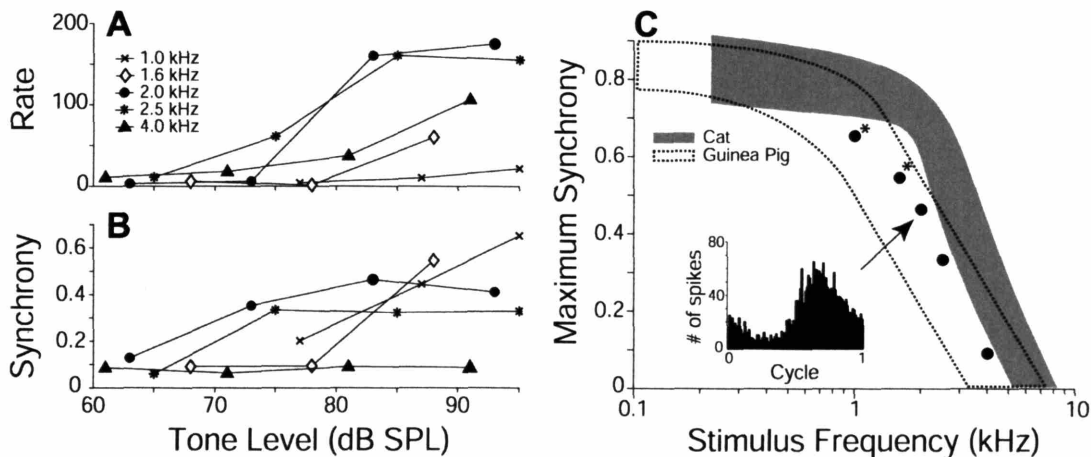 A
200
100
0
Rate
1.0 kHz
1.6 kHz
2.0 kHz
2.5 kHz
4.0 kHz
B
0.6
0.4
0.2
0
Synchrony
60
70
80
90
Tone Level (dB SPL)
C
0.8
0.6
0.4
0.2
0
Maximum Synchrony
Cat
Guinea Pig
*
*
80
40
0
# of spikes
0
1
Cycle
0.1
1
10
Stimulus Frequency (kHz)